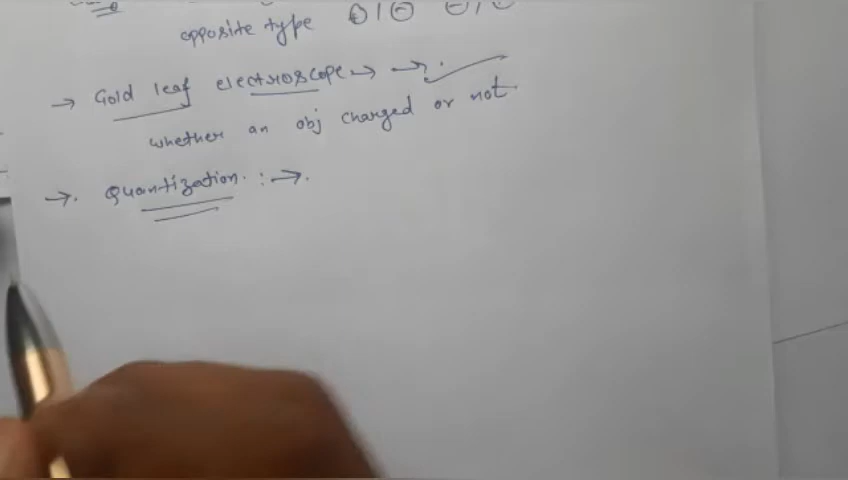 opposite type ⊕ / ⊖
→ Gold leaf electroscope → →.
whether an obj charged or not.
→. Quantization. : →.